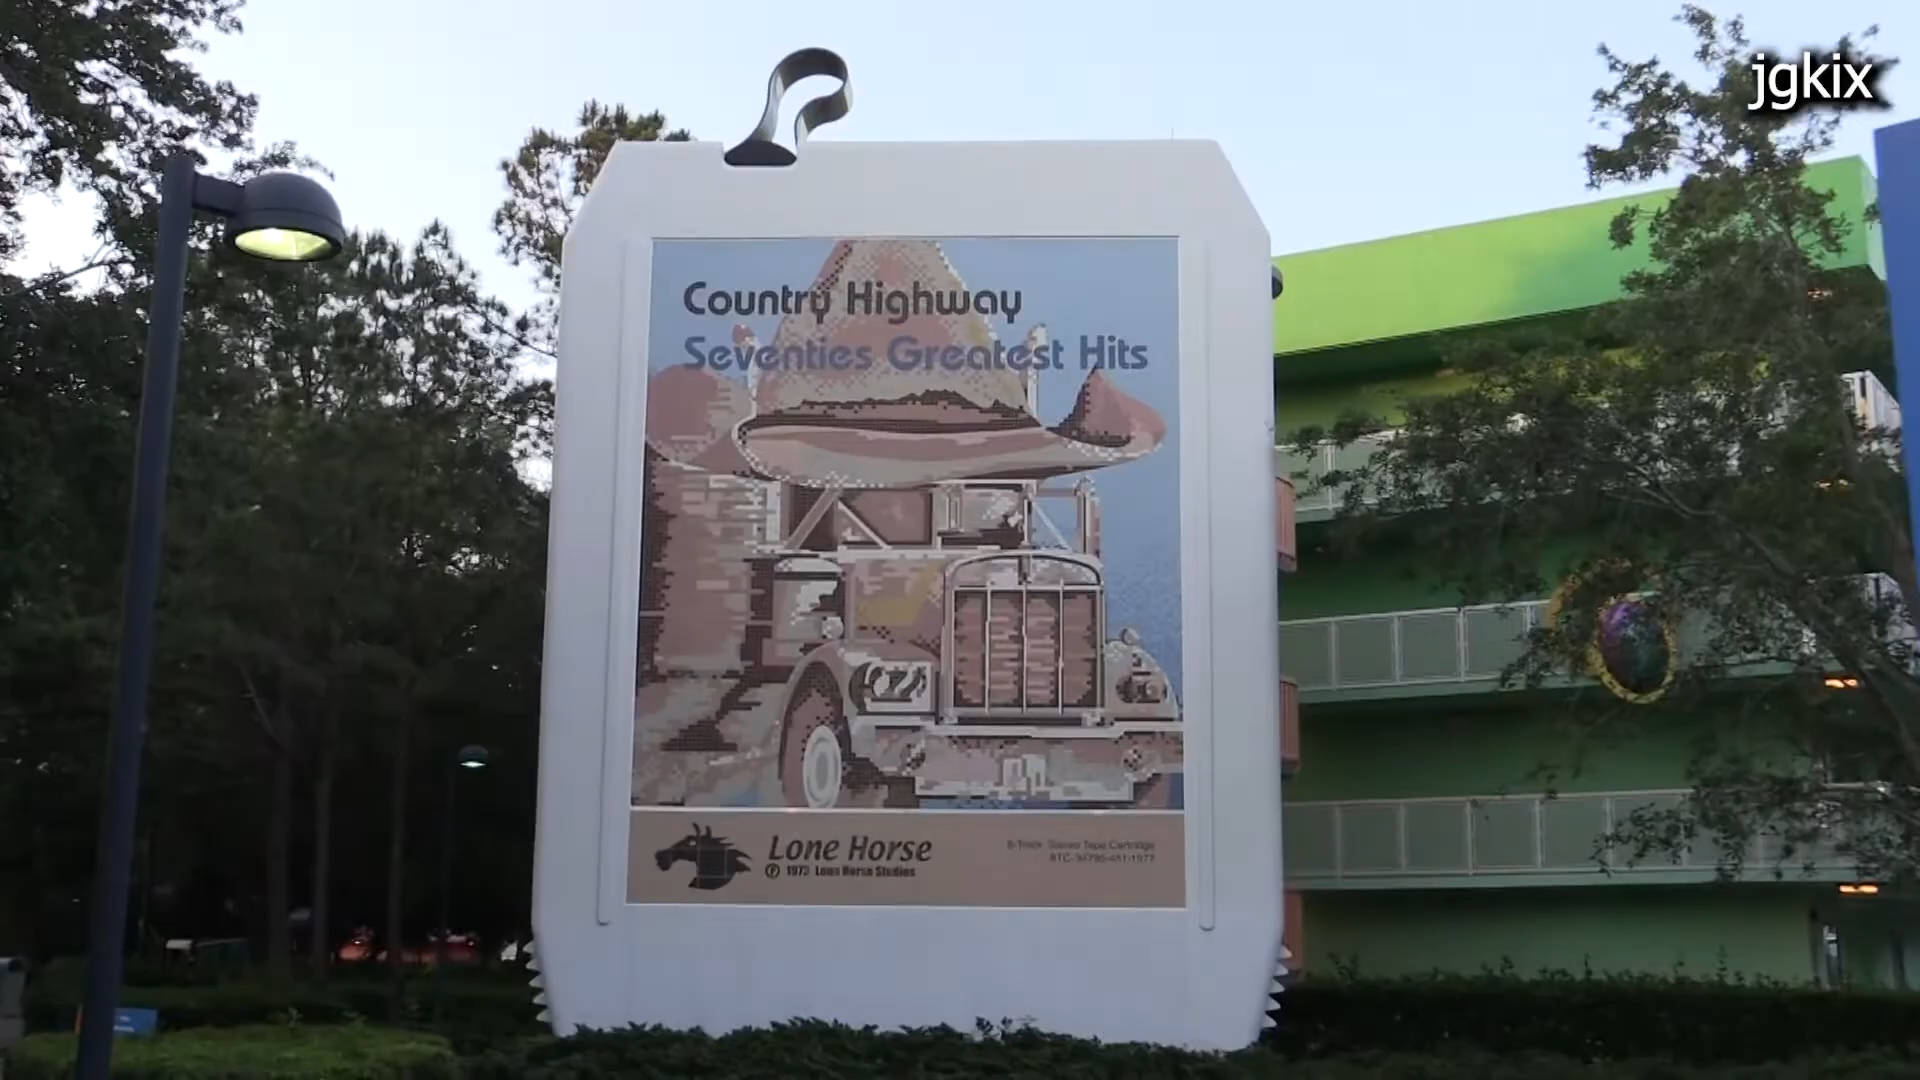 jgkix
Country Highway
Seventies Greatest Hits
Lone Horse
Ⓟ 1973 Lone Horse Studios
8-Track Stereo Tape Cartridge